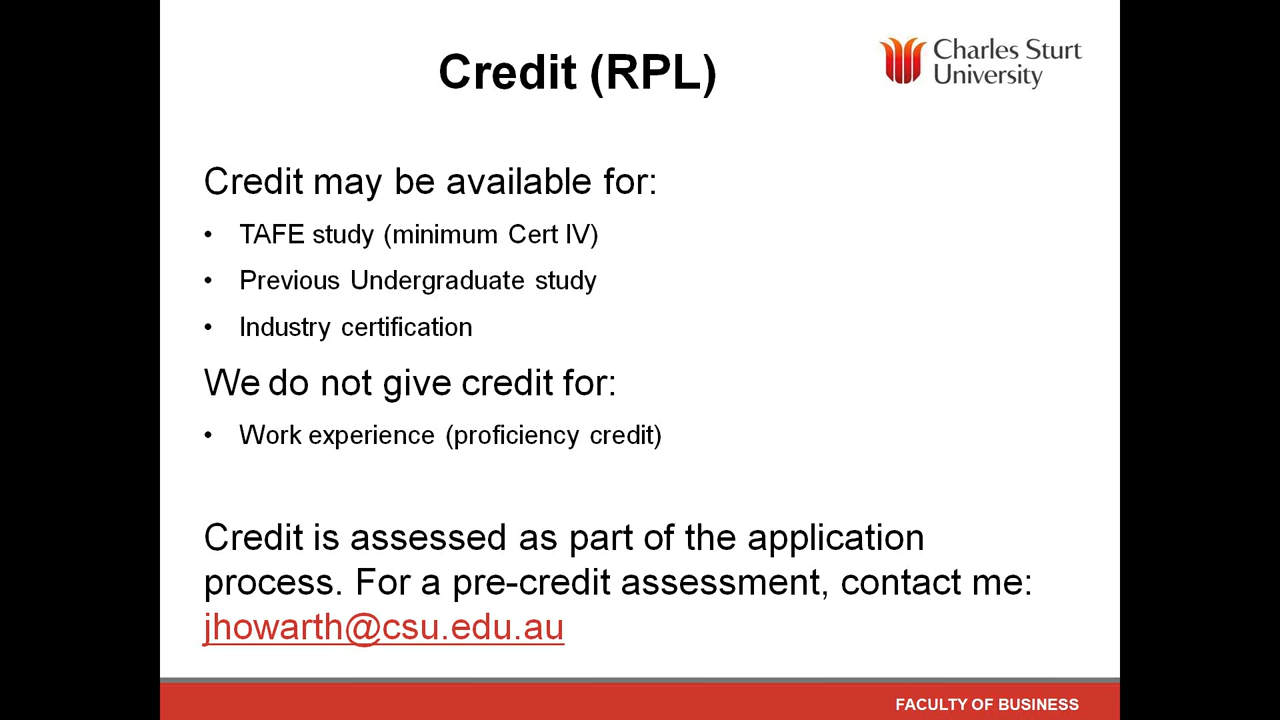 Credit (RPL)
Charles Sturt
University
Credit may be available for:
• TAFE study (minimum Cert IV)
• Previous Undergraduate study
• Industry certification
We do not give credit for:
• Work experience (proficiency credit)
Credit is assessed as part of the application
process. For a pre-credit assessment, contact me:
jhowarth@csu.edu.au
FACULTY OF BUSINESS